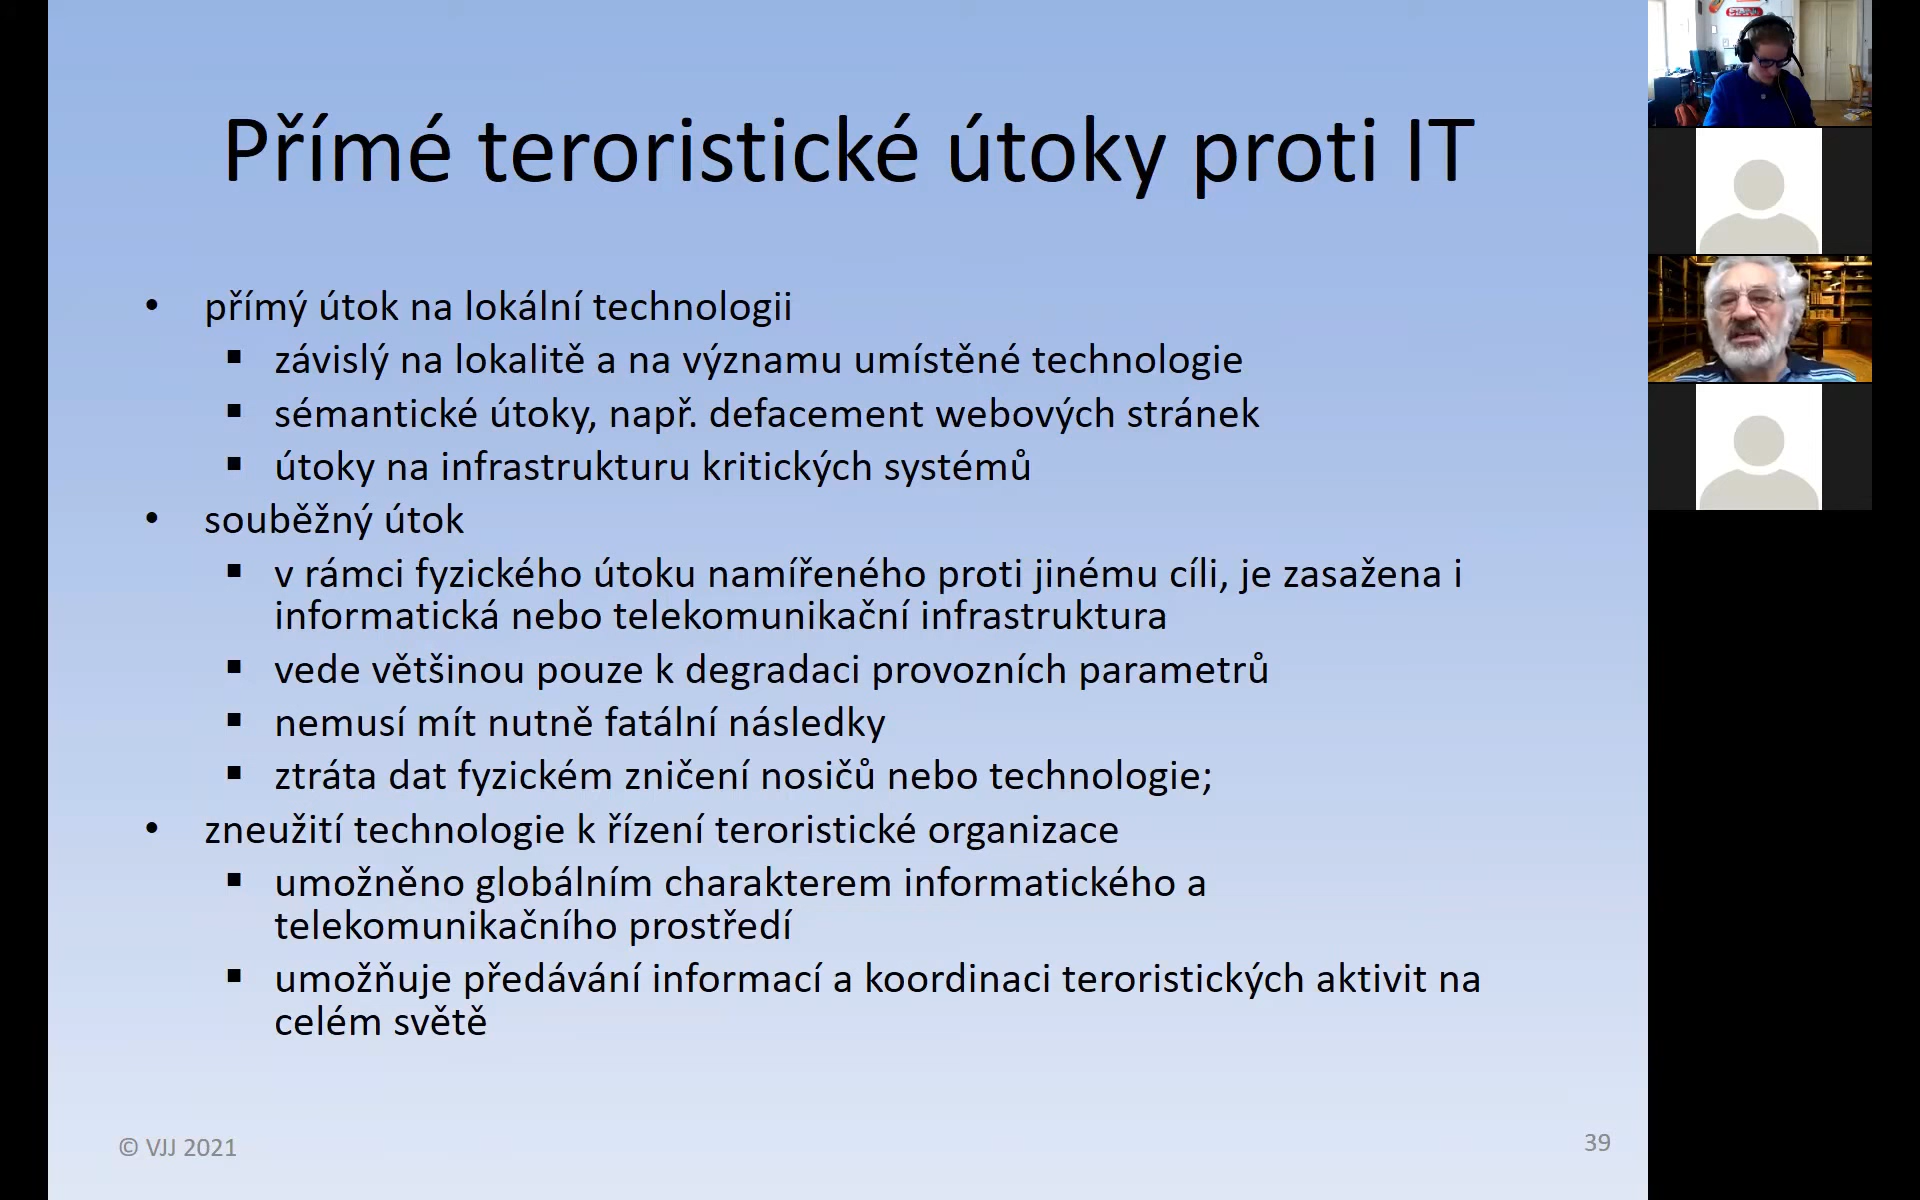 Přímé teroristické útoky proti IT
• přímý útok na lokální technologii
▪ závislý na lokalitě a na významu umístěné technologie
▪ sémantické útoky, např. defacement webových stránek
▪ útoky na infrastrukturu kritických systémů
• souběžný útok
▪ v rámci fyzického útoku namířeného proti jinému cíli, je zasažena i
informatická nebo telekomunikační infrastruktura
▪ vede většinou pouze k degradaci provozních parametrů
▪ nemusí mít nutně fatální následky
▪ ztráta dat fyzickém zničení nosičů nebo technologie;
• zneužití technologie k řízení teroristické organizace
▪ umožněno globálním charakterem informatického a
telekomunikačního prostředí
▪ umožňuje předávání informací a koordinaci teroristických aktivit na
celém světě
© VJJ 2021
39